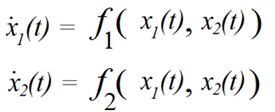 ẋ₁(t) = f₁( x₁(t), x₂(t) )
ẋ₂(t) = f₂( x₁(t), x₂(t) )